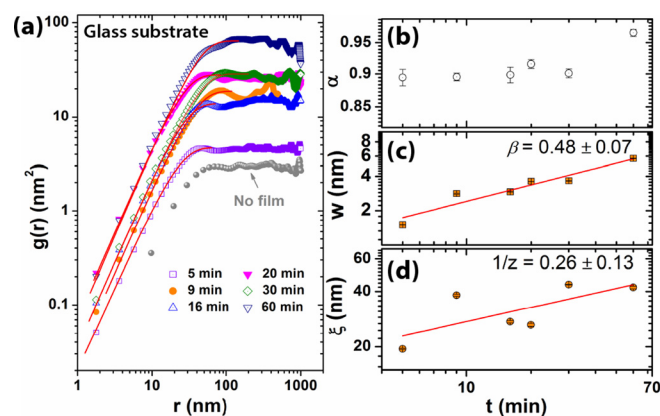 (a)
Glass substrate
g(r) (nm²)
100
10
1
0.1
No film
5 min
9 min
16 min
20 min
30 min
60 min
1
10
100
1000
r (nm)
(b)
α
0.95
0.90
0.85
(c)
β = 0.48 ± 0.07
w (nm)
8
6
4
2
(d)
1/z = 0.26 ± 0.13
ξ (nm)
60
40
20
10
70
t (min)